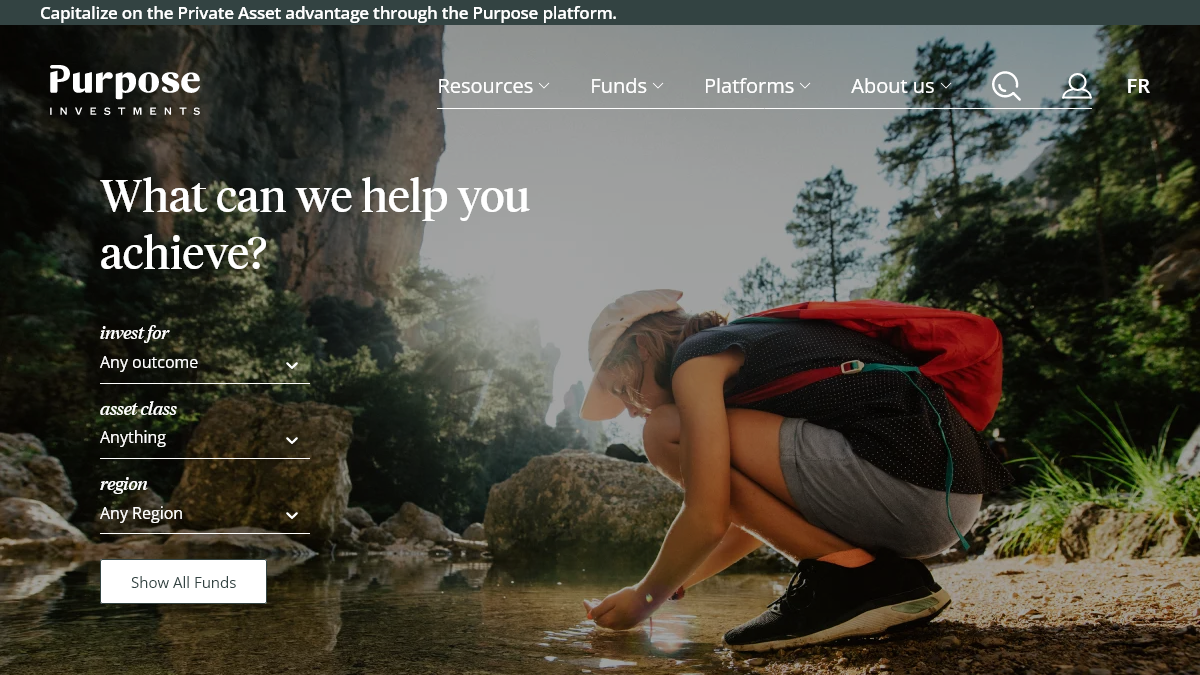 Capitalize on the Private Asset advantage through the Purpose platform.
Purpose
INVESTMENTS
Resources
Funds
Platforms
About us
FR
What can we help you
achieve?
invest for
Any outcome
asset class
Anything
region
Any Region
Show All Funds